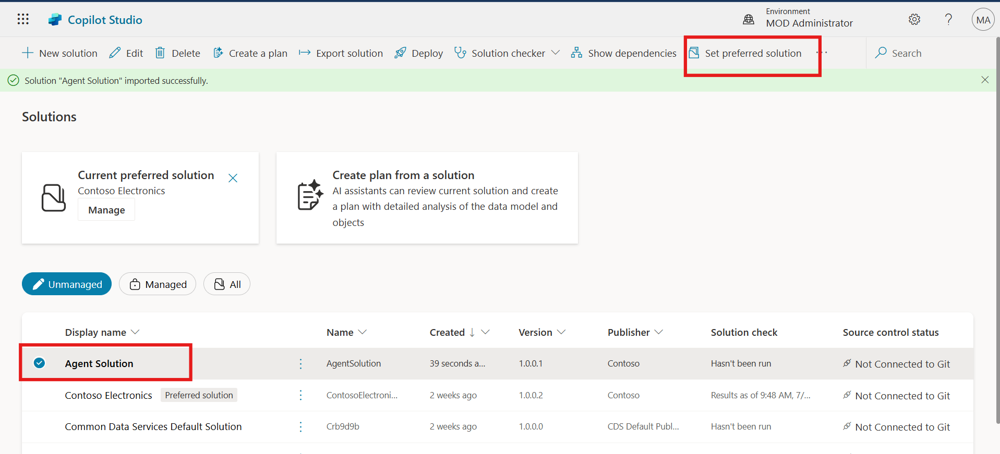 Copilot Studio
Environment
MOD Administrator
?
MA
New solution
Edit
Delete
Create a plan
Export solution
Deploy
Solution checker
Show dependencies
Set preferred solution
Search
Solution "Agent Solution" imported successfully.
Solutions
Current preferred solution
Contoso Electronics
Manage
Create plan from a solution
AI assistants can review current solution and create
a plan with detailed analysis of the data model and
objects
Unmanaged
Managed
All
Display name
Name
Created
Version
Publisher
Solution check
Source control status
Agent Solution
AgentSolution
39 seconds a...
1.0.0.1
Contoso
Hasn't been run
Not Connected to Git
Contoso Electronics
Preferred solution
ContosoElectroni...
2 weeks ago
1.0.0.2
Contoso
Results as of 9:48 AM, 7/...
Not Connected to Git
Common Data Services Default Solution
Crb9d9b
2 weeks ago
1.0.0.0
CDS Default Publ...
Hasn't been run
Not Connected to Git